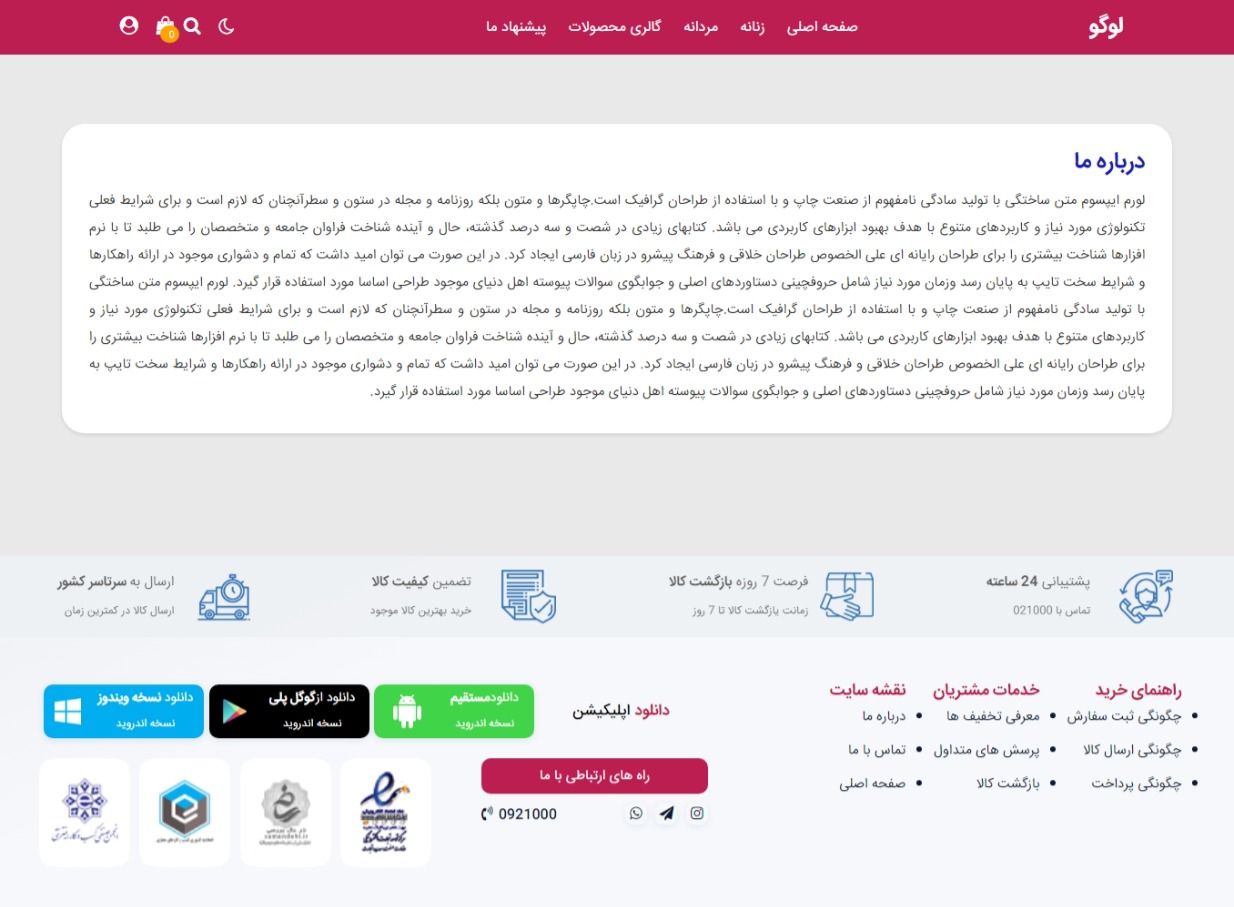 لوگو
صفحه اصلی
زنانه
مردانه
گالری محصولات
پیشنهاد ما
0
درباره ما
لورم ایپسوم متن ساختگی با تولید سادگی نامفهوم از صنعت چاپ و با استفاده از طراحان گرافیک است.چاپگرها و متون بلکه روزنامه و مجله در ستون و سطرآنچنان که لازم است و برای شرایط فعلی
تکنولوژی مورد نیاز و کاربردهای متنوع با هدف بهبود ابزارهای کاربردی می باشد. کتابهای زیادی در شصت و سه درصد گذشته، حال و آینده شناخت فراوان جامعه و متخصصان را می طلبد تا با نرم
افزارها شناخت بیشتری را برای طراحان رایانه ای علی الخصوص طراحان خلاقی و فرهنگ پیشرو در زبان فارسی ایجاد کرد. در این صورت می توان امید داشت که تمام و دشواری موجود در ارائه راهکارها
و شرایط سخت تایپ به پایان رسد وزمان مورد نیاز شامل حروفچینی دستاوردهای اصلی و جوابگوی سوالات پیوسته اهل دنیای موجود طراحی اساسا مورد استفاده قرار گیرد. لورم ایپسوم متن ساختگی
با تولید سادگی نامفهوم از صنعت چاپ و با استفاده از طراحان گرافیک است.چاپگرها و متون بلکه روزنامه و مجله در ستون و سطرآنچنان که لازم است و برای شرایط فعلی تکنولوژی مورد نیاز و
کاربردهای متنوع با هدف بهبود ابزارهای کاربردی می باشد. کتابهای زیادی در شصت و سه درصد گذشته، حال و آینده شناخت فراوان جامعه و متخصصان را می طلبد تا با نرم افزارها شناخت بیشتری را
برای طراحان رایانه ای علی الخصوص طراحان خلاقی و فرهنگ پیشرو در زبان فارسی ایجاد کرد. در این صورت می توان امید داشت که تمام و دشواری موجود در ارائه راهکارها و شرایط سخت تایپ به
پایان رسد وزمان مورد نیاز شامل حروفچینی دستاوردهای اصلی و جوابگوی سوالات پیوسته اهل دنیای موجود طراحی اساسا مورد استفاده قرار گیرد.
پشتیبانی 24 ساعته
تماس با 021000
فرصت 7 روزه بازگشت کالا
زمانت بازگشت کالا تا 7 روز
تضمین کیفیت کالا
خرید بهترین کالا موجود
ارسال به سرتاسر کشور
ارسال کالا در کمترین زمان
راهنمای خرید
چگونگی ثبت سفارش
چگونگی ارسال کالا
چگونگی پرداخت
خدمات مشتریان
معرفی تخفیف ها
پرسش های متداول
بازگشت کالا
نقشه سایت
درباره ما
تماس با ما
صفحه اصلی
دانلود اپلیکیشن
دانلودمستقیم
نسخه اندروید
دانلود ازگوگل پلی
نسخه اندروید
دانلود نسخه ویندوز
نسخه اندروید
راه های ارتباطی با ما
0921000
samandehi.ir